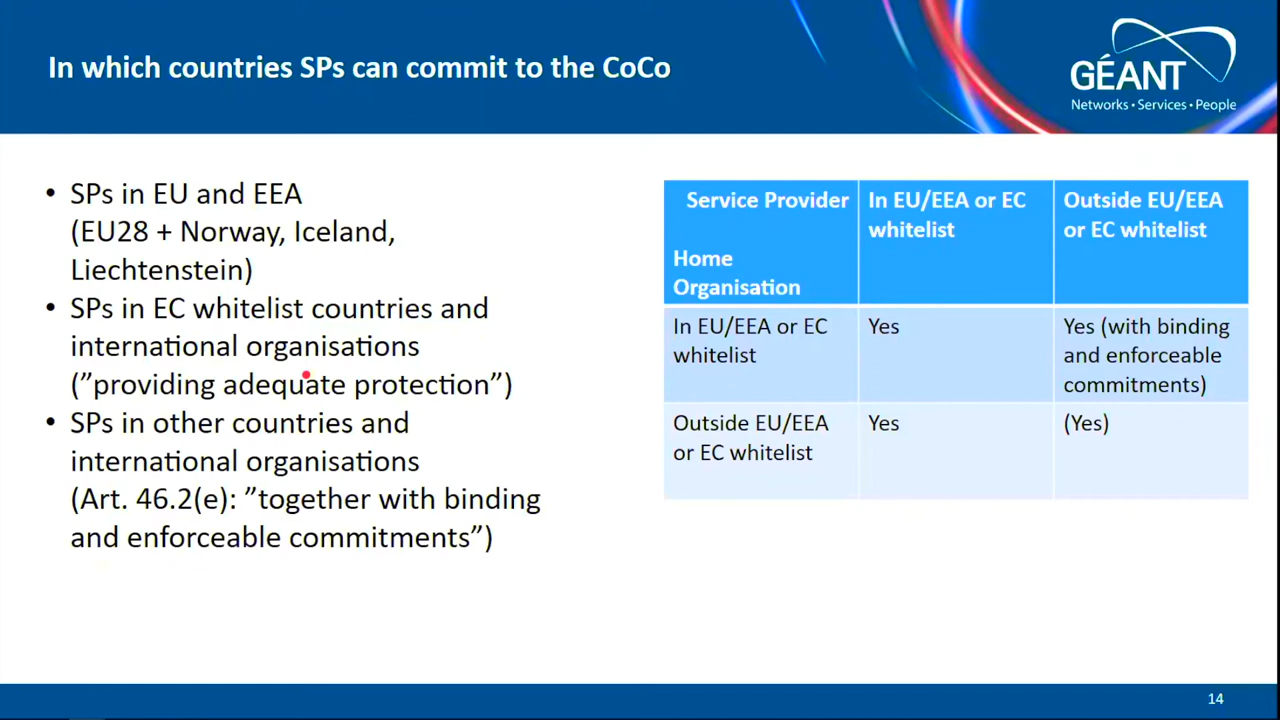 In which countries SPs can commit to the CoCo
GÉANT
Networks • Services • People
• SPs in EU and EEA
(EU28 + Norway, Iceland,
Liechtenstein)
• SPs in EC whitelist countries and
international organisations
(”providing adequate protection”)
• SPs in other countries and
international organisations
(Art. 46.2(e): ”together with binding
and enforceable commitments”)
Service Provider
Home
Organisation
In EU/EEA or EC
whitelist
Outside EU/EEA
or EC whitelist
In EU/EEA or EC
whitelist
Yes
Yes (with binding
and enforceable
commitments)
Outside EU/EEA
or EC whitelist
Yes
(Yes)
14